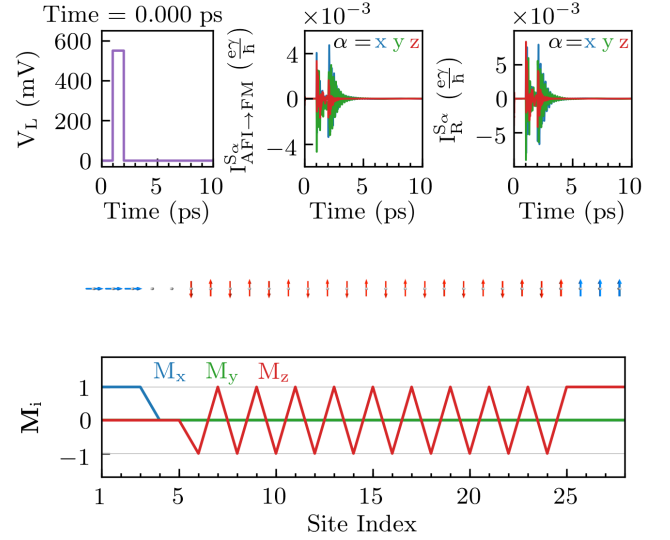 Time = 0.000 ps
×10⁻³
×10⁻³
V_L (mV)
600
400
200
0
0
5
10
Time (ps)
I^{S_α}_{AFI→FM} (eγ/ħ)
4
0
−4
α = x y z
0
5
10
Time (ps)
I^{S_α}_R (eγ/ħ)
5
0
−5
α = x y z
0
5
10
Time (ps)
M_i
1
0
−1
M_x M_y M_z
1
5
10
15
20
25
Site Index